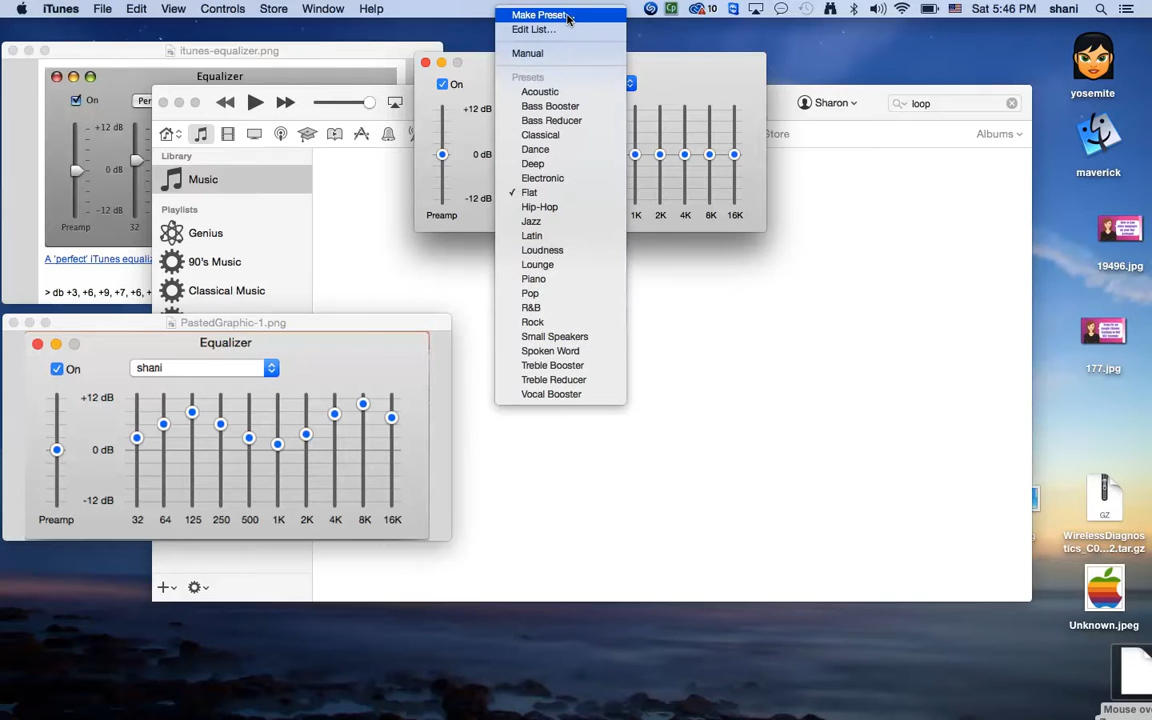 iTunes File Edit View Controls Store Window Help
10 Sat 5:46 PM shani
Make Preset...
Edit List...
Manual
Presets
Acoustic
Bass Booster
Bass Reducer
Classical
Dance
Deep
Electronic
✓ Flat
Hip-Hop
Jazz
Latin
Loudness
Lounge
Piano
Pop
R&B
Rock
Small Speakers
Spoken Word
Treble Booster
Treble Reducer
Vocal Booster
itunes-equalizer.png
Equalizer
On Per
+12 dB
0 dB
-12 dB
Preamp 32
A 'perfect' iTunes equaliz
> db +3, +6, +9, +7, +6, +
Sharon
loop
Store
Albums
Library
Music
Playlists
Genius
90's Music
Classical Music
On
+12 dB
0 dB
-12 dB
Preamp
1K 2K 4K 8K 16K
PastedGraphic-1.png
Equalizer
On shani
+12 dB
0 dB
-12 dB
Preamp 32 64 125 250 500 1K 2K 4K 8K 16K
yosemite
maverick
19496.jpg
177.jpg
GZ
WirelessDiagnos
tics_C0...2.tar.gz
Unknown.jpeg
Mouse ov